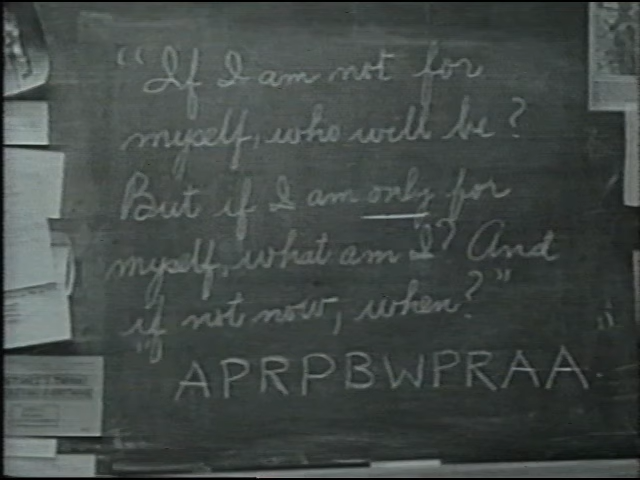 “If I am not for
myself, who will be?
But if I am only for
myself, what am I? And
if not now, when?”
APRPBWPRAA